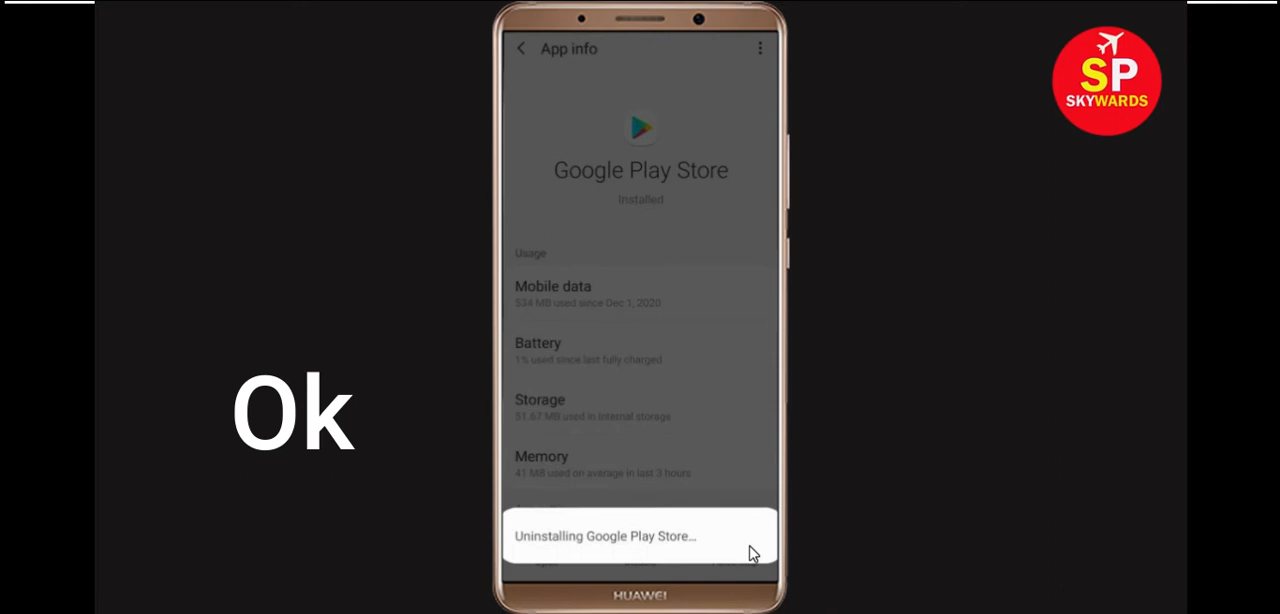 App info
SP
SKYWARDS
Google Play Store
Installed
Usage
Mobile data
534 MB used since Dec 1, 2020
Battery
1% used since last fully charged
Ok
Storage
51.67 MB used in internal storage
Memory
41 MB used on average in last 3 hours
Uninstalling Google Play Store...
HUAWEI